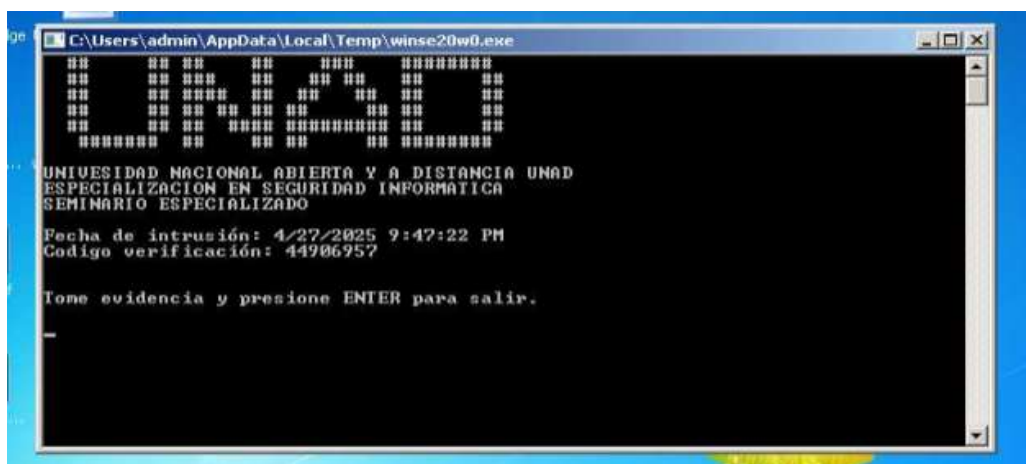 C:\Users\admin\AppData\Local\Temp\winse20w0.exe
UNAD
UNIVESIDAD NACIONAL ABIERTA Y A DISTANCIA UNAD
ESPECIALIZACION EN SEGURIDAD INFORMATICA
SEMINARIO ESPECIALIZADO
Fecha de intrusión: 4/27/2025 9:47:22 PM
Codigo verificación: 44906957
Tome evidencia y presione ENTER para salir.